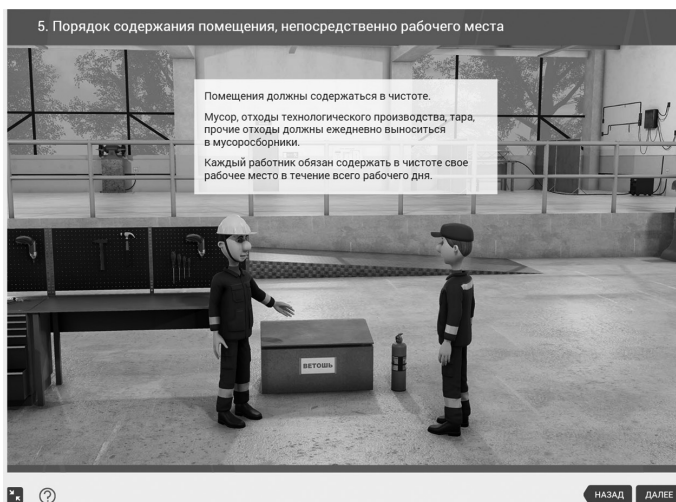 5. Порядок содержания помещения, непосредственно рабочего места
Помещения должны содержаться в чистоте.
Мусор, отходы технологического производства, тара,
прочие отходы должны ежедневно выноситься
в мусоросборники.
Каждый работник обязан содержать в чистоте свое
рабочее место в течение всего рабочего дня.
ВЕТОШЬ
?
НАЗАД
ДАЛЕЕ